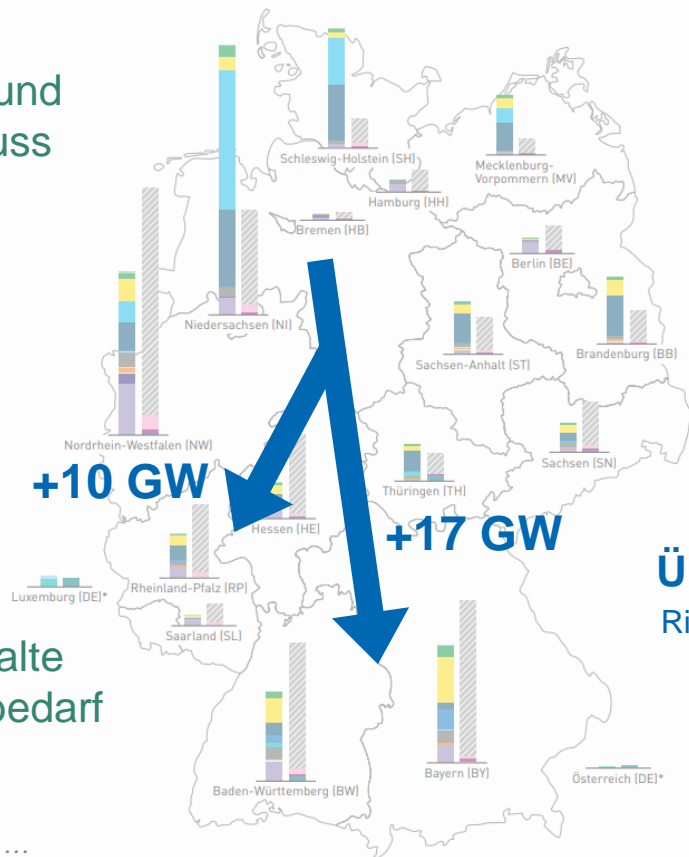 und
uss
Schleswig-Holstein (SH)
Mecklenburg-
Vorpommern (MV)
Hamburg (HH)
Bremen (HB)
Berlin (BE)
Niedersachsen (NI)
Sachsen-Anhalt (ST)
Brandenburg (BB)
Nordrhein-Westfalen (NW)
Sachsen (SN)
+10 GW
Thüringen (TH)
Hessen (HE)
+17 GW
Ü
Rheinland-Pfalz (RP)
Luxemburg (DE)*
Ri
Saarland (SL)
alte
bedarf
Baden-Württemberg (BW)
Bayern (BY)
Österreich (DE)*
...